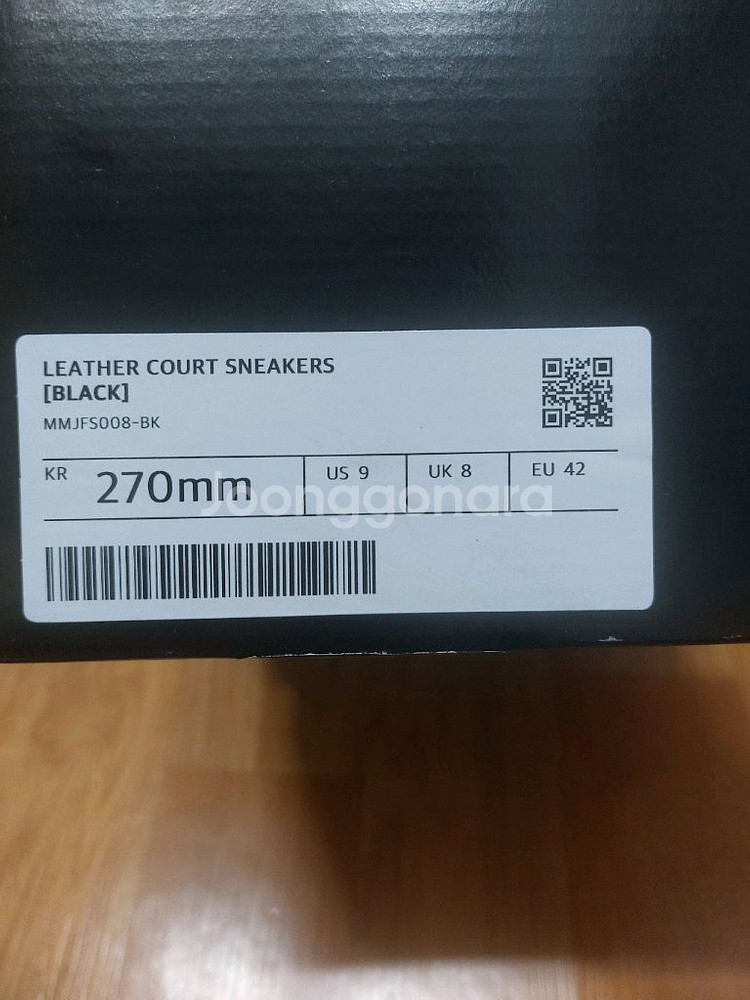 LEATHER COURT SNEAKERS
[BLACK]
MMJFS008-BK
KR 270mm US 9 UK 8 EU 42
Joonggonara